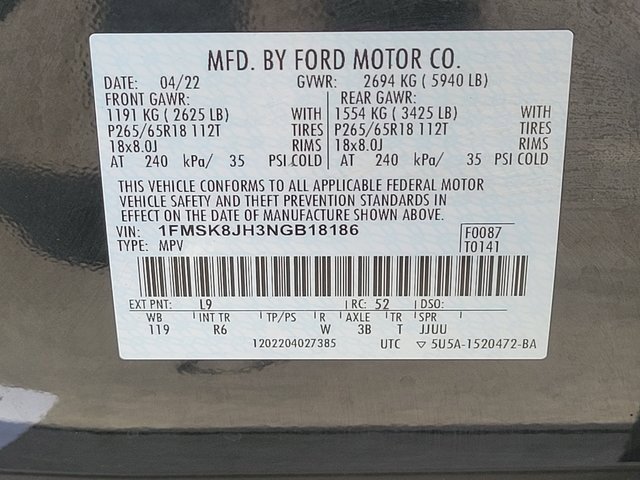 MFD. BY FORD MOTOR CO.
DATE: 04/22 GVWR: 2694 KG ( 5940 LB)
FRONT GAWR: REAR GAWR:
1191 KG ( 2625 LB) WITH 1554 KG ( 3425 LB) WITH
P265/65R18 112T TIRES P265/65R18 112T TIRES
18x8.0J RIMS 18x8.0J RIMS
AT 240 kPa/ 35 PSI COLD AT 240 kPa/ 35 PSI COLD
THIS VEHICLE CONFORMS TO ALL APPLICABLE FEDERAL MOTOR
VEHICLE SAFETY AND THEFT PREVENTION STANDARDS IN
EFFECT ON THE DATE OF MANUFACTURE SHOWN ABOVE.
VIN: 1FMSK8JH3NGB18186 F0087
TYPE: MPV T0141
EXT PNT: L9 RC: 52 DSO:
WB INT TR TP/PS R AXLE TR SPR
119 R6 W 3B T JJUU
1202204027385 UTC ▽ 5U5A-1520472-BA